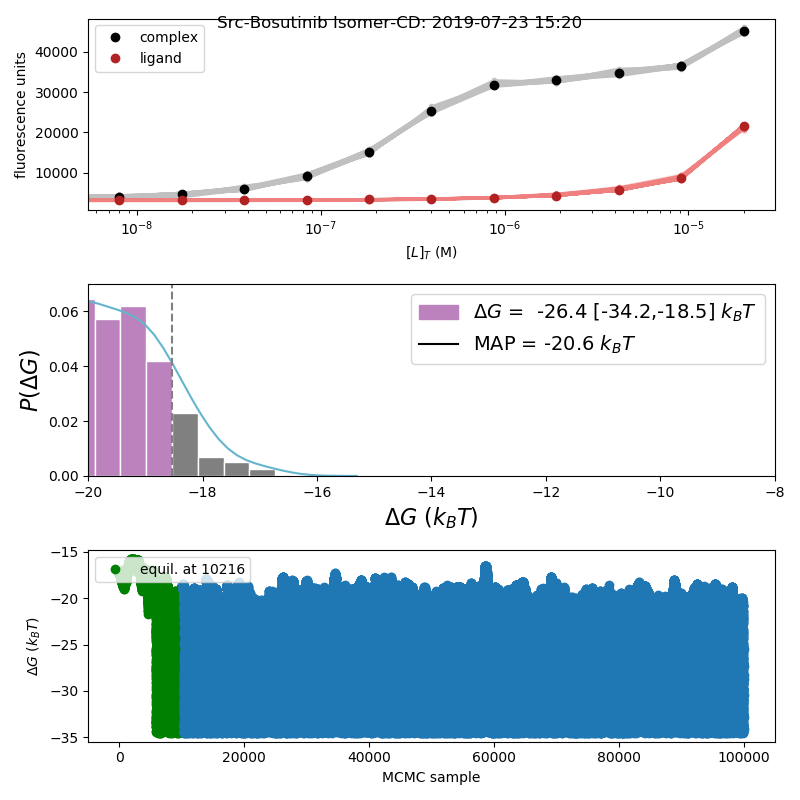 Src-Bosutinib Isomer-CD: 2019-07-23 15:20
complex
ligand
fluorescence units
40000
30000
20000
10000
10⁻⁸ 10⁻⁷ 10⁻⁶ 10⁻⁵
[L]_T (M)
ΔG = -26.4 [-34.2,-18.5] k_BT
MAP = -20.6 k_BT
P(ΔG)
0.06
0.04
0.02
0.00
−20 −18 −16 −14 −12 −10 −8
ΔG (k_BT)
equil. at 10216
ΔG (k_BT)
−15
−20
−25
−30
−35
0 20000 40000 60000 80000 100000
MCMC sample